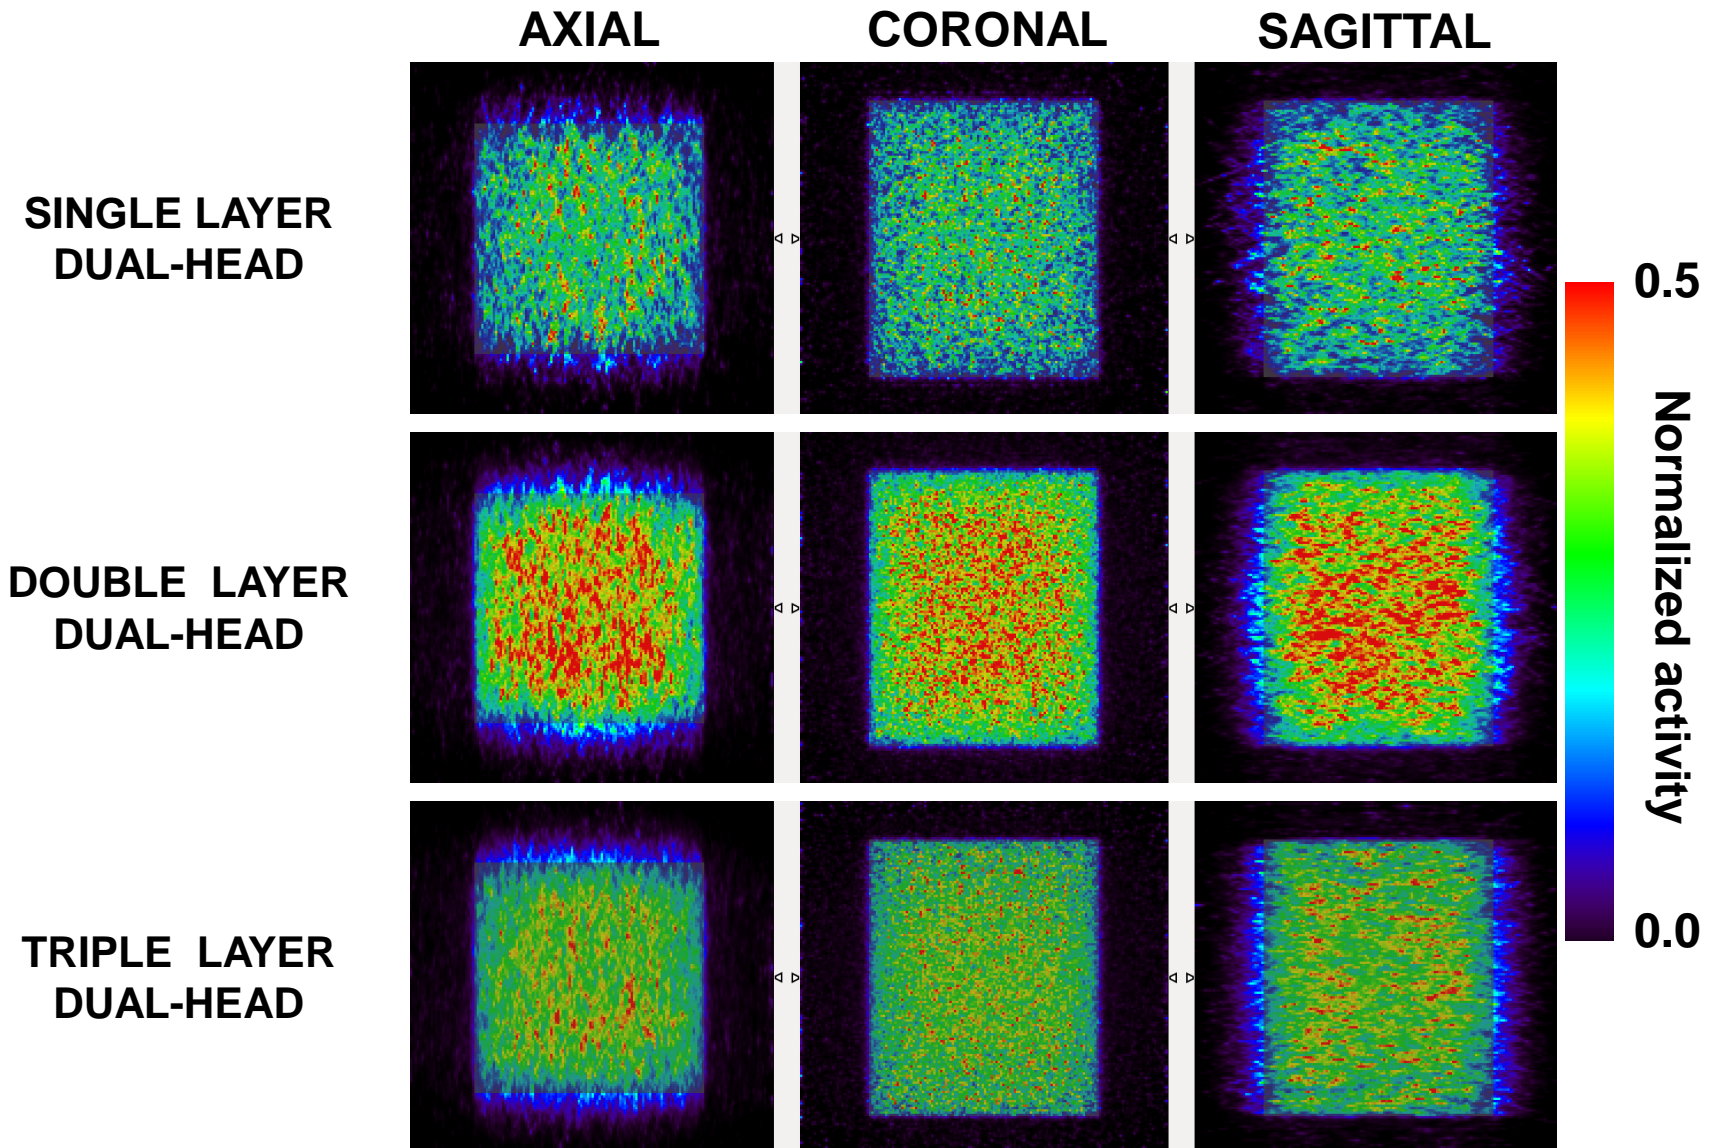 AXIAL
CORONAL
SAGITTAL
SINGLE LAYER
DUAL-HEAD
DOUBLE LAYER
DUAL-HEAD
TRIPLE LAYER
DUAL-HEAD
0.5
Normalized activity
0.0